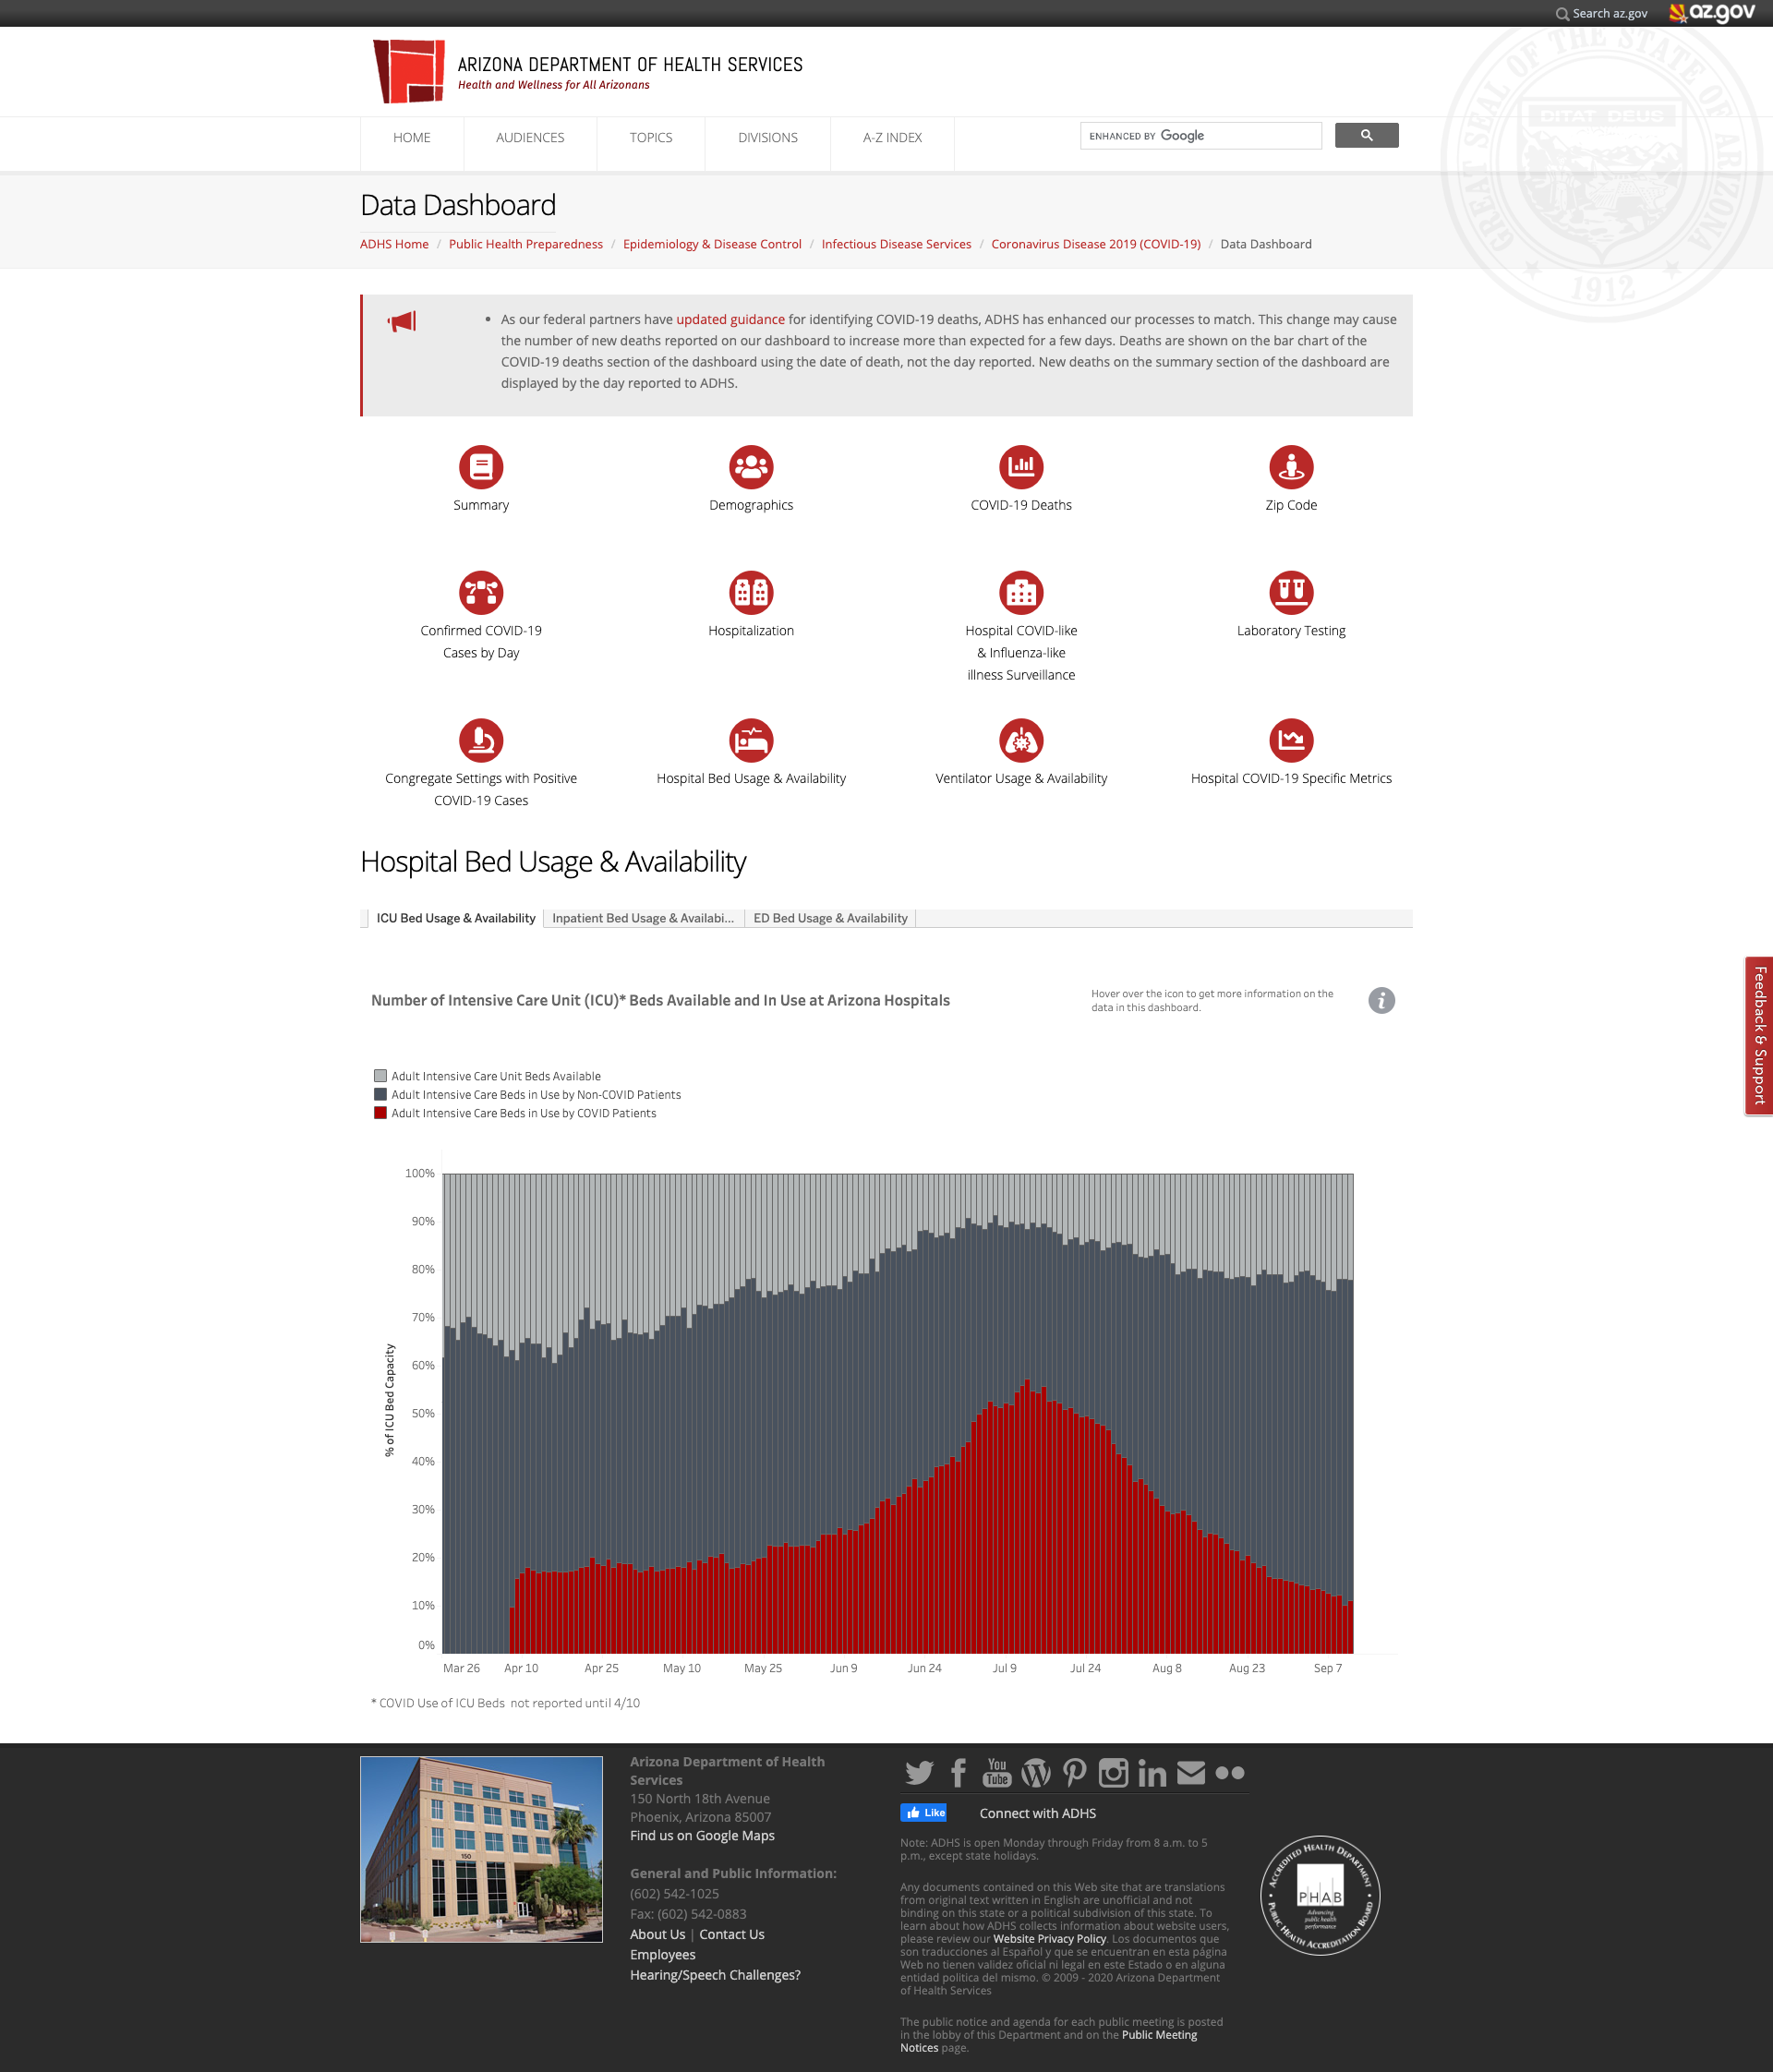 Search az.gov
az.gov
GREAT SEAL OF THE STATE OF ARIZONA
DITAT DEUS
1912
ARIZONA DEPARTMENT OF HEALTH SERVICES
Health and Wellness for All Arizonans
HOME
AUDIENCES
TOPICS
DIVISIONS
A-Z INDEX
ENHANCED BY Google
Data Dashboard
ADHS Home / Public Health Preparedness / Epidemiology & Disease Control / Infectious Disease Services / Coronavirus Disease 2019 (COVID-19) / Data Dashboard
• As our federal partners have updated guidance for identifying COVID-19 deaths, ADHS has enhanced our processes to match. This change may cause
the number of new deaths reported on our dashboard to increase more than expected for a few days. Deaths are shown on the bar chart of the
COVID-19 deaths section of the dashboard using the date of death, not the day reported. New deaths on the summary section of the dashboard are
displayed by the day reported to ADHS.
Summary
Demographics
COVID-19 Deaths
Zip Code
Confirmed COVID-19
Cases by Day
Hospitalization
Hospital COVID-like
& Influenza-like
illness Surveillance
Laboratory Testing
Congregate Settings with Positive
COVID-19 Cases
Hospital Bed Usage & Availability
Ventilator Usage & Availability
Hospital COVID-19 Specific Metrics
Hospital Bed Usage & Availability
ICU Bed Usage & Availability
Inpatient Bed Usage & Availabi...
ED Bed Usage & Availability
Feedback & Support
Number of Intensive Care Unit (ICU)* Beds Available and In Use at Arizona Hospitals
Hover over the icon to get more information on the
data in this dashboard.
i
Adult Intensive Care Unit Beds Available
Adult Intensive Care Beds in Use by Non-COVID Patients
Adult Intensive Care Beds in Use by COVID Patients
% of ICU Bed Capacity
100%
90%
80%
70%
60%
50%
40%
30%
20%
10%
0%
Mar 26
Apr 10
Apr 25
May 10
May 25
Jun 9
Jun 24
Jul 9
Jul 24
Aug 8
Aug 23
Sep 7
* COVID Use of ICU Beds not reported until 4/10
150
Arizona Department of Health
Services
150 North 18th Avenue
Phoenix, Arizona 85007
Find us on Google Maps
General and Public Information:
(602) 542-1025
Fax: (602) 542-0883
About Us | Contact Us
Employees
Hearing/Speech Challenges?
You
Tube
in
Like
Connect with ADHS
Note: ADHS is open Monday through Friday from 8 a.m. to 5
p.m., except state holidays.
Any documents contained on this Web site that are translations
from original text written in English are unofficial and not
binding on this state or a political subdivision of this state. To
learn about how ADHS collects information about website users,
please review our Website Privacy Policy. Los documentos que
son traducciones al Español y que se encuentran en esta página
Web no tienen validez oficial ni legal en este Estado o en alguna
entidad politica del mismo. © 2009 - 2020 Arizona Department
of Health Services
The public notice and agenda for each public meeting is posted
in the lobby of this Department and on the Public Meeting
Notices page.
ACCREDITED HEALTH DEPARTMENT
PHAB
Advancing
public health
performance
PUBLIC HEALTH ACCREDITATION BOARD